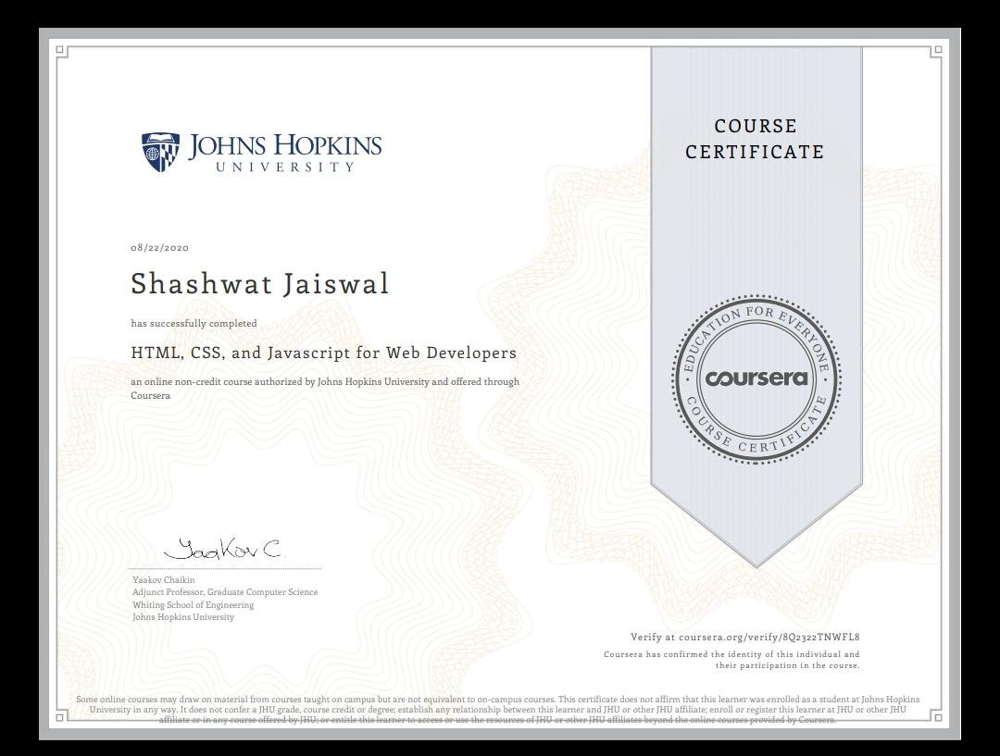 COURSE
CERTIFICATE
JOHNS HOPKINS
UNIVERSITY
08/22/2020
Shashwat Jaiswal
has successfully completed
HTML, CSS, and Javascript for Web Developers
an online non-credit course authorized by Johns Hopkins University and offered through
Coursera
EDUCATION FOR EVERYONE
coursera
COURSE CERTIFICATE
Yaakov C.
Yaakov Chaikin
Adjunct Professor, Graduate Computer Science
Whiting School of Engineering
Johns Hopkins University
Verify at coursera.org/verify/8Q2322TNWFL8
Coursera has confirmed the identity of this individual and
their participation in the course.
Some online courses may draw on material from courses taught on campus but are not equivalent to on-campus courses. This certificate does not affirm that this learner was enrolled as a student at Johns Hopkins
University in any way. It does not confer a JHU grade, course credit or degree; establish any relationship between this learner and JHU or other JHU affiliate; enroll or register this learner at JHU or other JHU
affiliate or in any course offered by JHU; or entitle this learner to access or use the resources of JHU or other JHU affiliates beyond the online courses provided by Coursera.